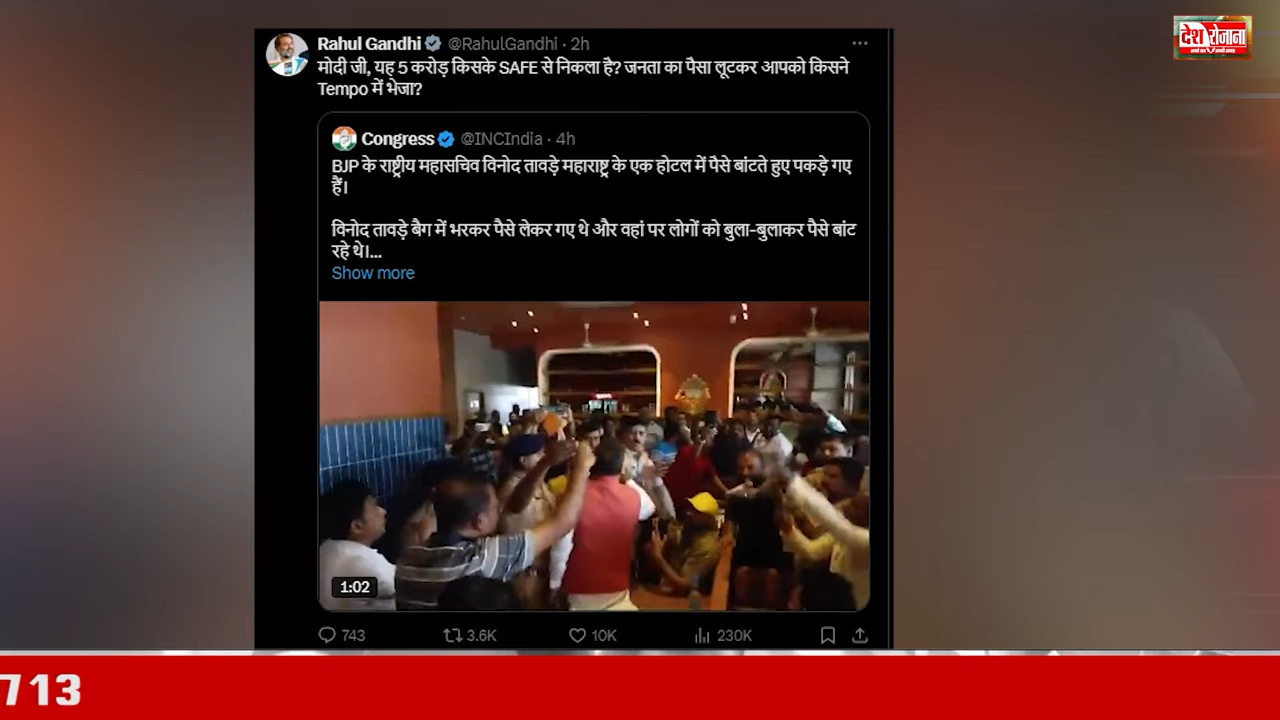 Rahul Gandhi @RahulGandhi · 2h
मोदी जी, यह 5 करोड़ किसके SAFE से निकला है? जनता का पैसा लूटकर आपको किसने
Tempo में भेजा?
Congress @INCIndia · 4h
BJP के राष्ट्रीय महासचिव विनोद तावड़े महाराष्ट्र के एक होटल में पैसे बांटते हुए पकड़े गए
हैं।
विनोद तावड़े बैग में भरकर पैसे लेकर गए थे और वहां पर लोगों को बुला-बुलाकर पैसे बांट
रहे थे।...
Show more
1:02
743 3.6K 10K 230K
देश रोजाना
713